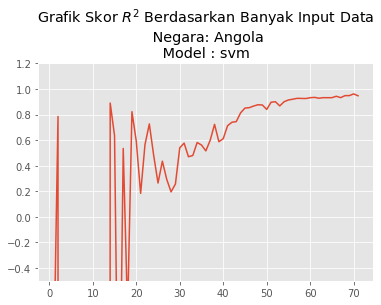 Grafik Skor R² Berdasarkan Banyak Input Data
Negara: Angola
Model : svm
1.2
1.0
0.8
0.6
0.4
0.2
0.0
−0.2
−0.4
0 10 20 30 40 50 60 70